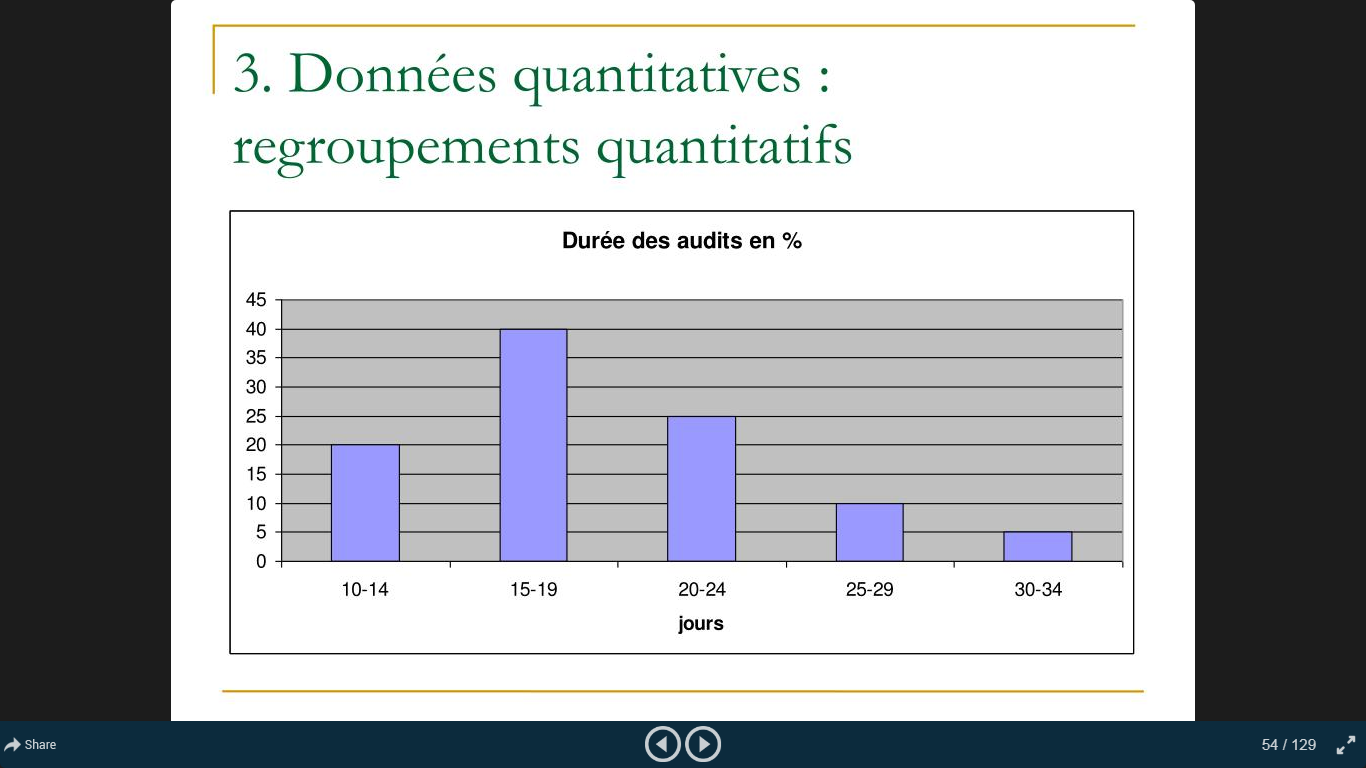 3. Données quantitatives :
regroupements quantitatifs
Durée des audits en %
45
40
35
30
25
20
15
10
5
0
10-14 15-19 20-24 25-29 30-34
jours
Share 54 / 129